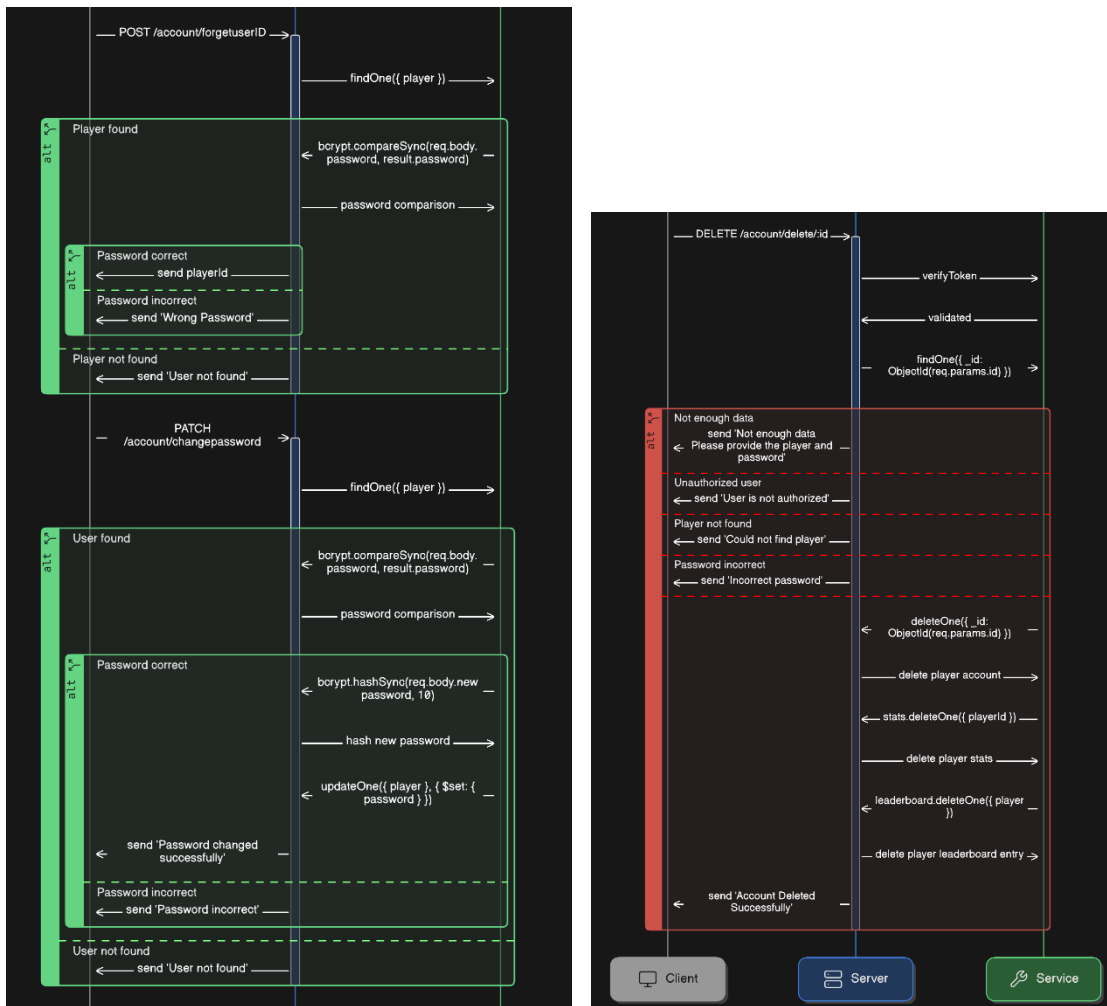 POST /account/forgetuserID
findOne({ player })
alt
Player found
bcrypt.compareSync(req.body.
password, result.password)
password comparison
alt
Password correct
send playerId
Password incorrect
send 'Wrong Password'
Player not found
send 'User not found'
PATCH
/account/changepassword
findOne({ player })
alt
User found
bcrypt.compareSync(req.body.
password, result.password)
password comparison
alt
Password correct
bcrypt.hashSync(req.body.new
password, 10)
hash new password
updateOne({ player }, { $set: {
password } })
send 'Password changed
successfully'
Password incorrect
send 'Password incorrect'
User not found
send 'User not found'
DELETE /account/delete/:id
verifyToken
validated
findOne({ _id:
ObjectId(req.params.id) })
alt
Not enough data
send 'Not enough data
Please provide the player and
password'
Unauthorized user
send 'User is not authorized'
Player not found
send 'Could not find player'
Password incorrect
send 'Incorrect password'
deleteOne({ _id:
ObjectId(req.params.id) })
delete player account
stats.deleteOne({ playerId })
delete player stats
leaderboard.deleteOne({ player
})
delete player leaderboard entry
send 'Account Deleted
Successfully'
Client
Server
Service